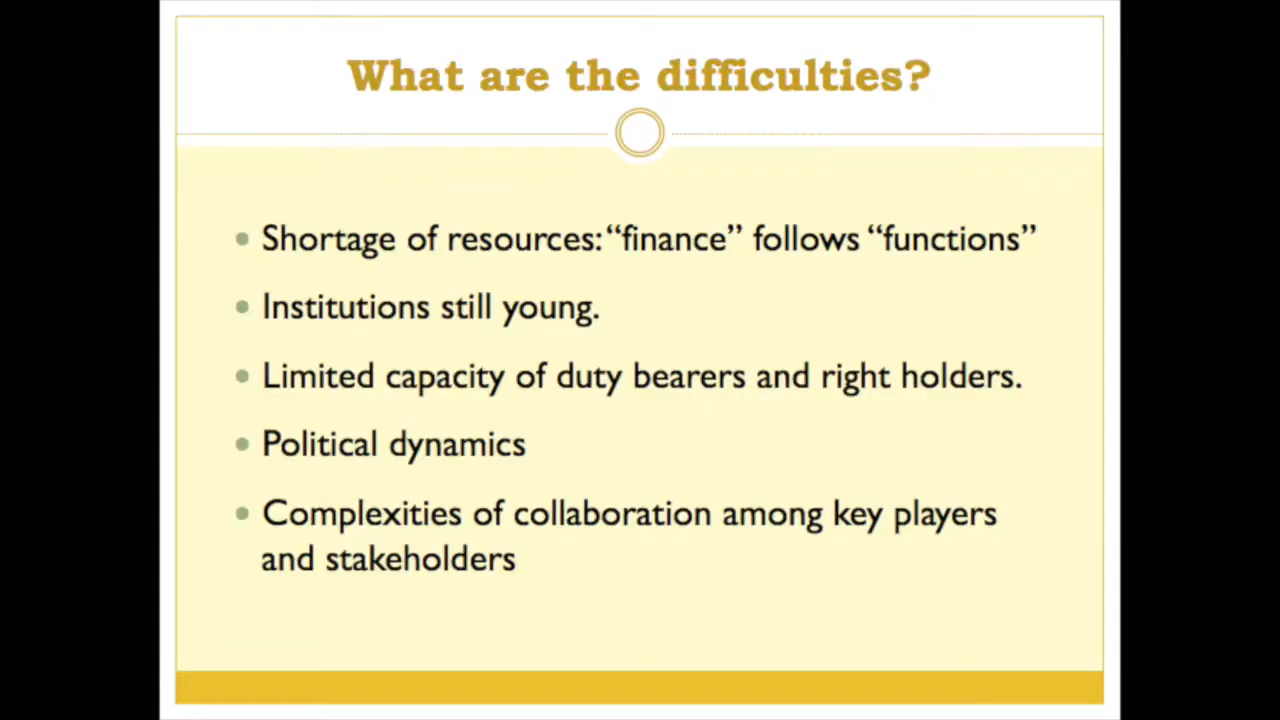 What are the difficulties?
Shortage of resources: “finance” follows “functions”
Institutions still young.
Limited capacity of duty bearers and right holders.
Political dynamics
Complexities of collaboration among key players
and stakeholders